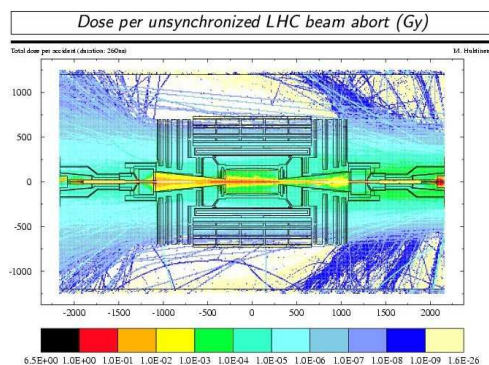 Dose per unsynchronized LHC beam abort (Gy)
Total dose per accident (duration: 260ns)
M. Huhtinen
1000
500
0
-500
-1000
-2000 -1500 -1000 -500 0 500 1000 1500 2000
6.5E+00 1.0E+00 1.0E-01 1.0E-02 1.0E-03 1.0E-04 1.0E-05 1.0E-06 1.0E-07 1.0E-08 1.0E-09 1.6E-26